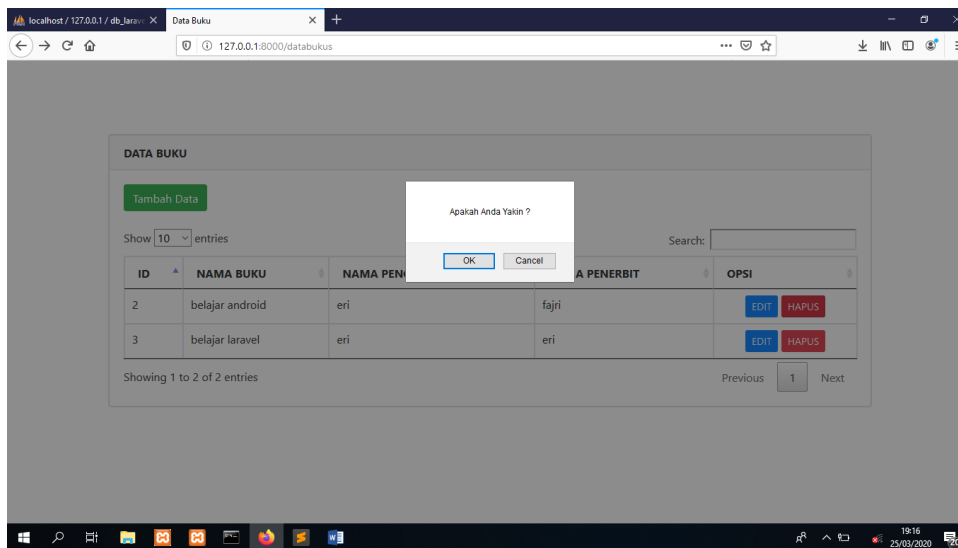 localhost / 127.0.0.1 / db_larave
Data Buku
127.0.0.1:8000/databukus
DATA BUKU
Tambah Data
Apakah Anda Yakin ?
OK Cancel
Show 10 entries
Search:
ID NAMA BUKU NAMA PENG A PENERBIT OPSI
2 belajar android eri fajri EDIT HAPUS
3 belajar laravel eri eri EDIT HAPUS
Showing 1 to 2 of 2 entries
Previous 1 Next
19:16
25/03/2020